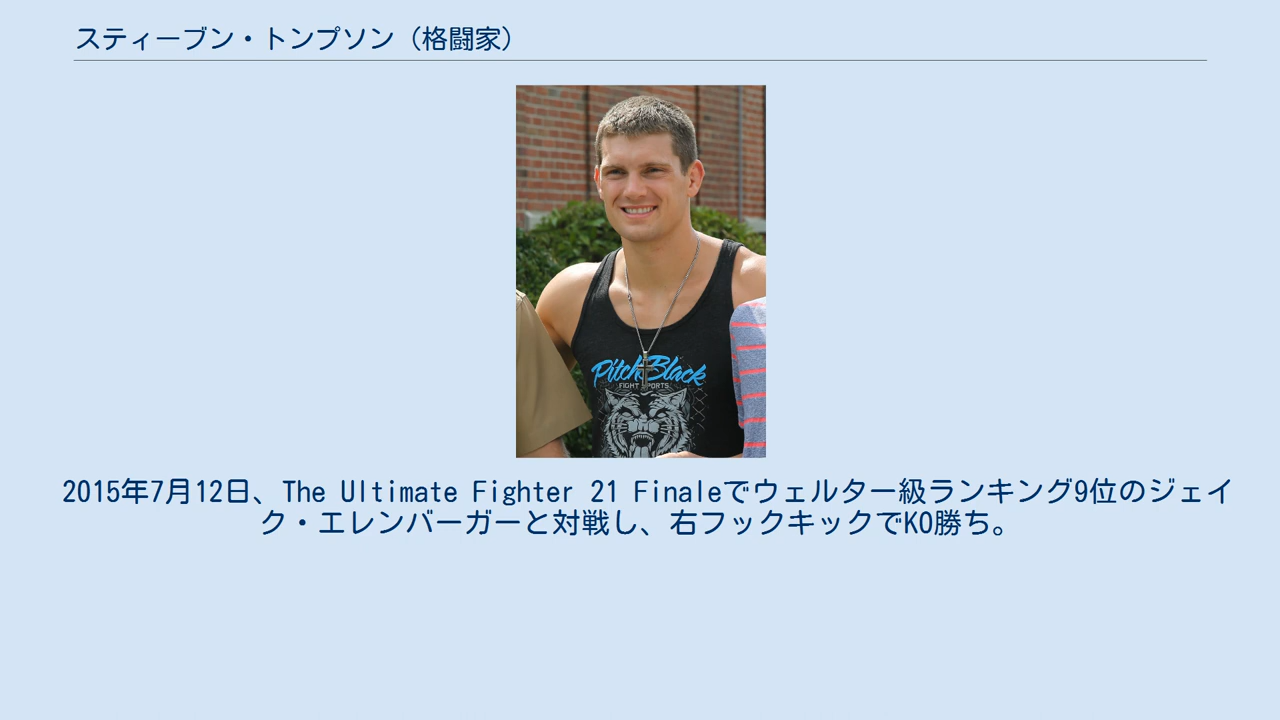 スティーブン・トンプソン（格闘家）
Pitch Black
FIGHT SPORTS
2015年7月12日、The Ultimate Fighter 21 Finaleでウェルター級ランキング9位のジェイ
ク・エレンバーガーと対戦し、右フックキックでKO勝ち。